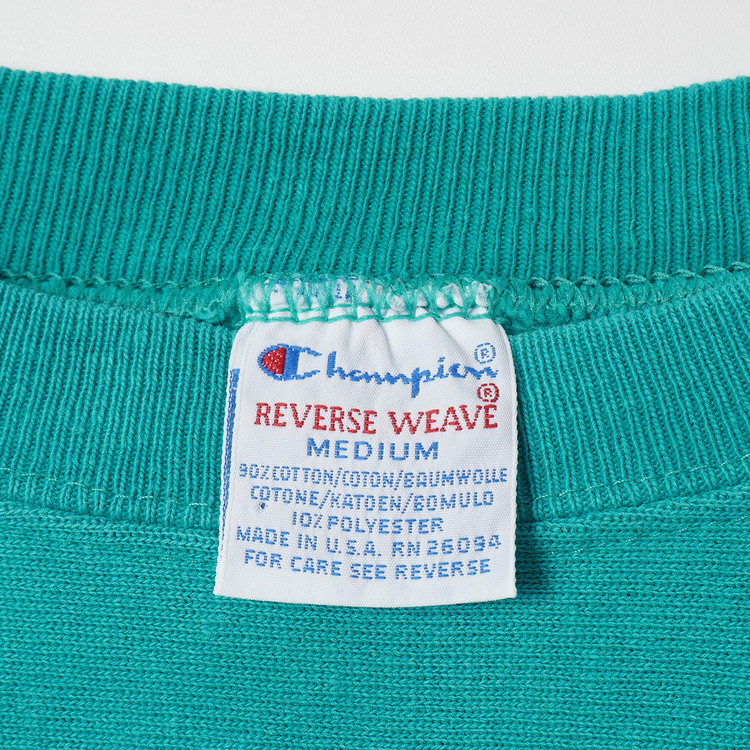 Champion®
REVERSE WEAVE®
MEDIUM
90% COTTON/COTON/BAUMWOLLE
COTONE/KATOEN/BOMULD
10% POLYESTER
MADE IN U.S.A. RN 26094
FOR CARE SEE REVERSE